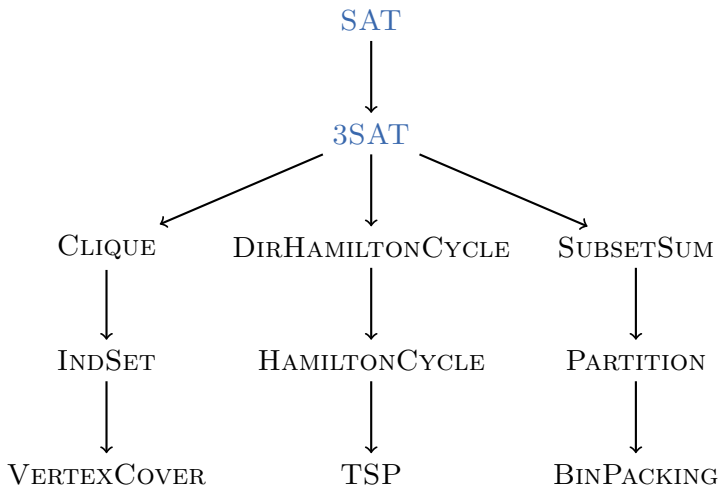 SAT
3SAT
CLIQUE DIRHAMILTONCYCLE SUBSETSUM
INDSET HAMILTONCYCLE PARTITION
VERTEXCOVER TSP BINPACKING